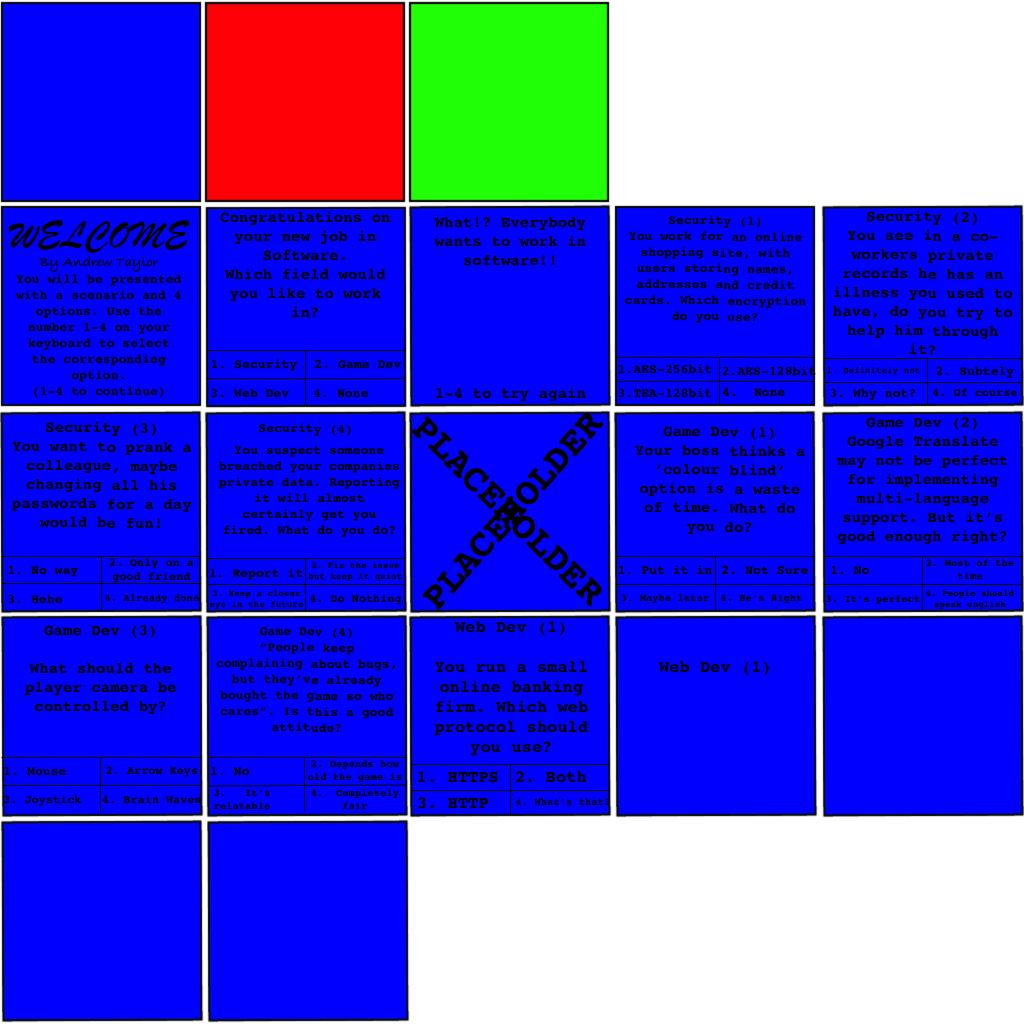 WELCOME
By Andrew Taylor
You will be presented
with a scenario and 4
options. Use the
number 1-4 on your
keyboard to select
the corresponding
option.
(1-4 to continue)
Congratulations on
your new job in
Software.
Which field would
you like to work
in?
1. Security
2. Game Dev
3. Web Dev
4. None
What!? Everybody
wants to work in
software!!
1-4 to try again
Security (1)
You work for an online
shopping site, with
users storing names,
addresses and credit
cards. Which encryption
do you use?
1.AES-256bit
2.AES-128bit
3.TEA-128bit
4. None
Security (2)
You see in a co-
workers private
records he has an
illness you used to
have, do you try to
help him through
it?
1. Definitely not
2. Subtely
3. Why not?
4. Of course
Security (3)
You want to prank a
colleague, maybe
changing all his
passwords for a day
would be fun!
1. No way
2. Only on a
good friend
3. Hehe
4. Already done
Security (4)
You suspect someone
breached your companies
private data. Reporting
it will almost
certainly get you
fired. What do you do?
1. Report it
2. Fix the issue
but keep it quiet
3. Keep a closer
eye in the future
4. Do Nothing
PLACEHOLDER
PLACEHOLDER
Game Dev (1)
Your boss thinks a
'colour blind'
option is a waste
of time. What do
you do?
1. Put it in
2. Not Sure
3. Maybe later
4. He's Right
Game Dev (2)
Google Translate
may not be perfect
for implementing
multi-language
support. But it's
good enough right?
1. No
2. Most of the
time
3. It's perfect
4. People should
speak english
Game Dev (3)
What should the
player camera be
controlled by?
1. Mouse
2. Arrow Keys
3. Joystick
4. Brain Waves
Game Dev (4)
"People keep
complaining about bugs,
but they've already
bought the game so who
cares". Is this a good
attitude?
1. No
2. Depends how
old the game is
3. It's
relatable
4. Completely
fair
Web Dev (1)
You run a small
online banking
firm. Which web
protocol should
you use?
1. HTTPS
2. Both
3. HTTP
4. What's that?
Web Dev (1)